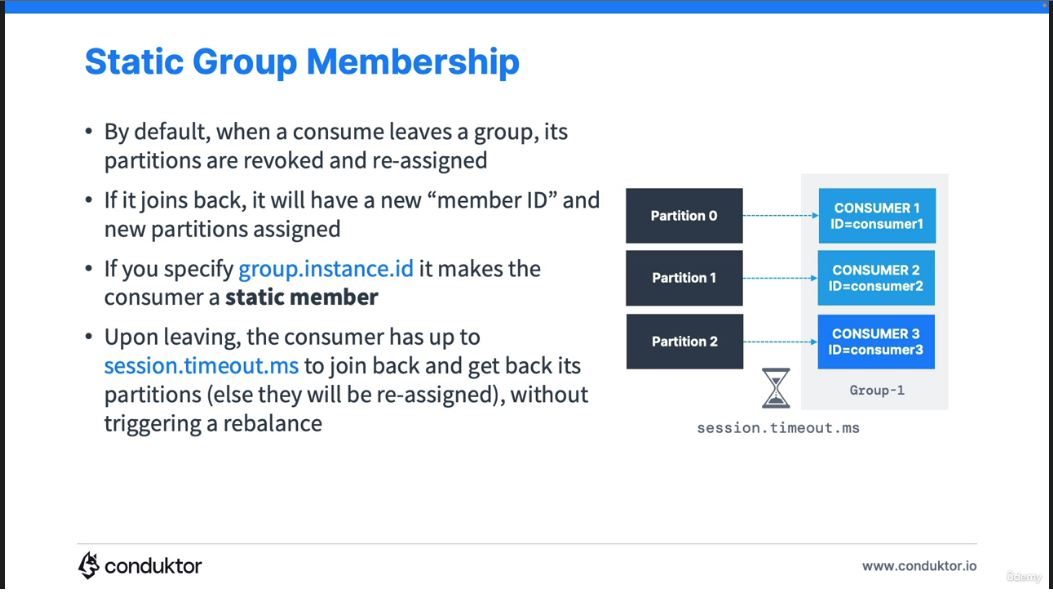 Static Group Membership
• By default, when a consume leaves a group, its
partitions are revoked and re-assigned
• If it joins back, it will have a new “member ID” and
new partitions assigned
• If you specify group.instance.id it makes the
consumer a static member
• Upon leaving, the consumer has up to
session.timeout.ms to join back and get back its
partitions (else they will be re-assigned), without
triggering a rebalance
Partition 0
CONSUMER 1
ID=consumer1
Partition 1
CONSUMER 2
ID=consumer2
Partition 2
CONSUMER 3
ID=consumer3
Group-1
session.timeout.ms
conduktor
www.conduktor.io
ûdemy